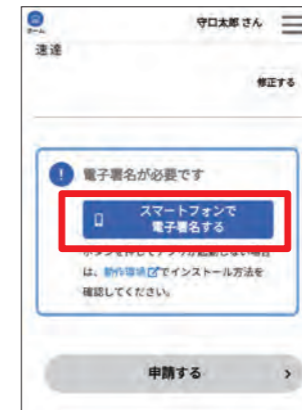 ホーム
守口太郎 さん
速達
修正する
電子署名が必要です
スマートフォンで
電子署名する
ボタンを押してアプリが起動しない場合
は、動作環境でインストール方法を
確認してください。
申請する